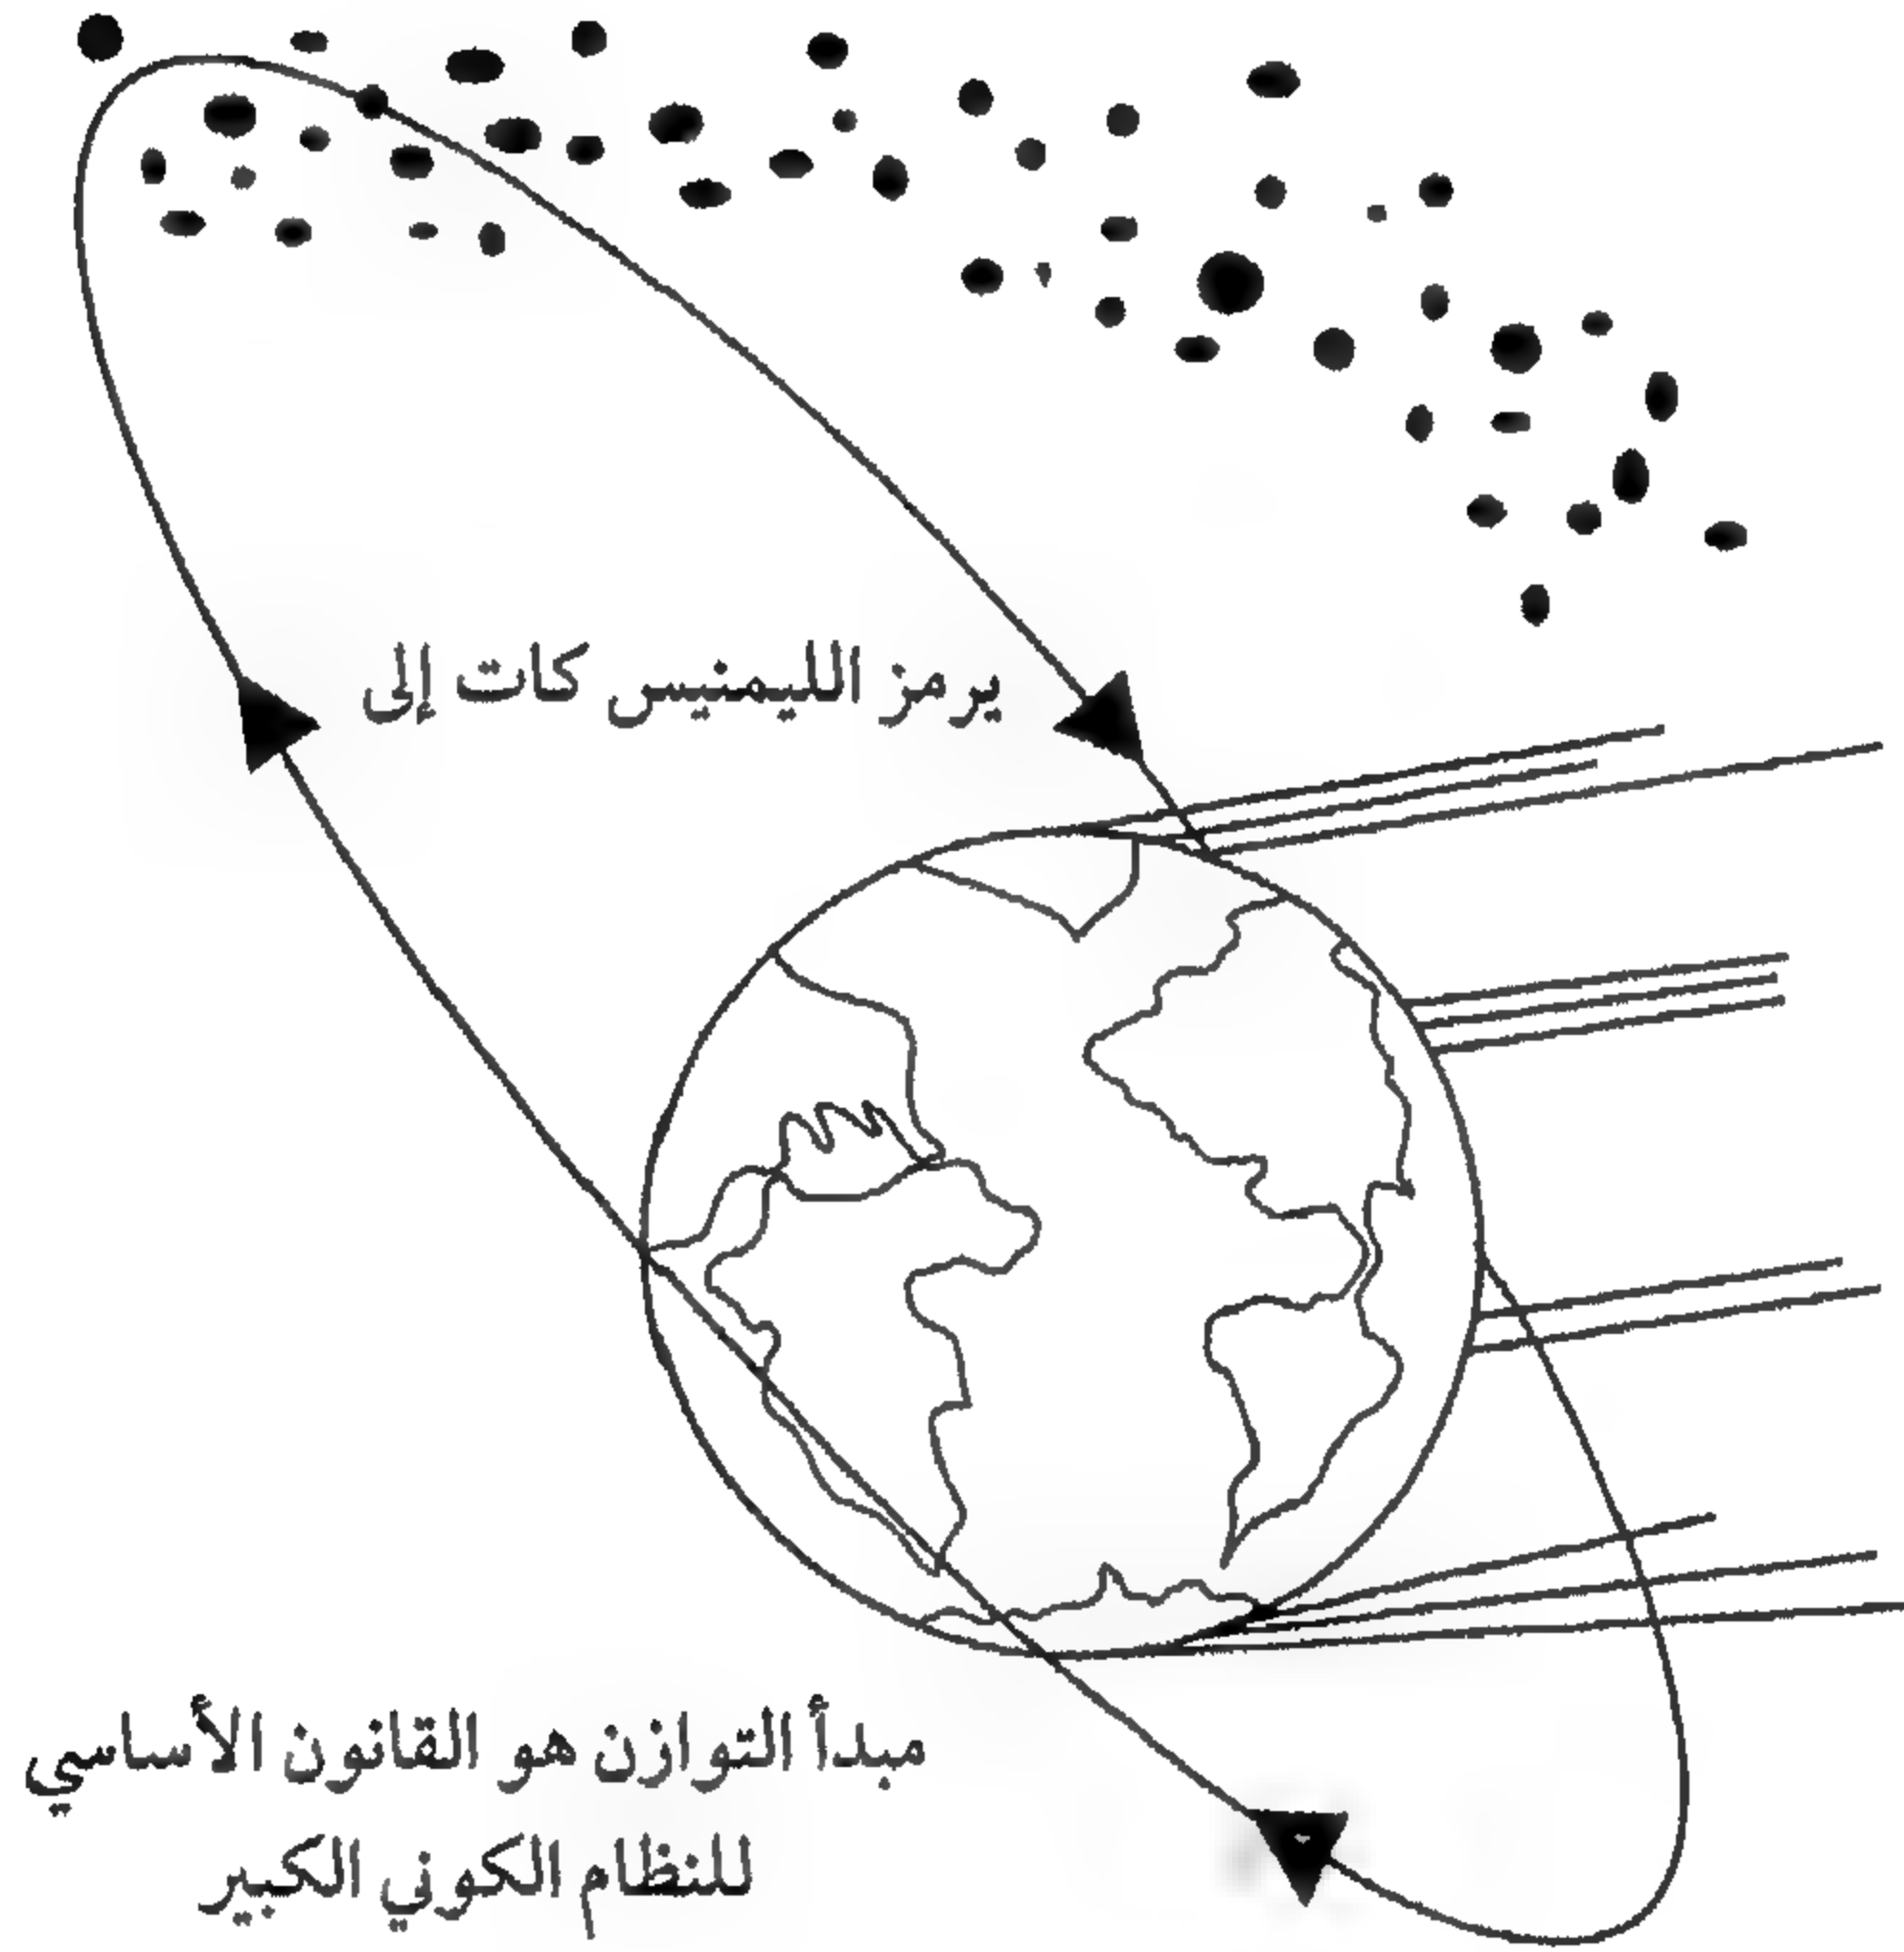 يرمز الليمنيس كات إلى
مبدأ التوازن هو القانون الأساسي
للنظام الكوني الكبير